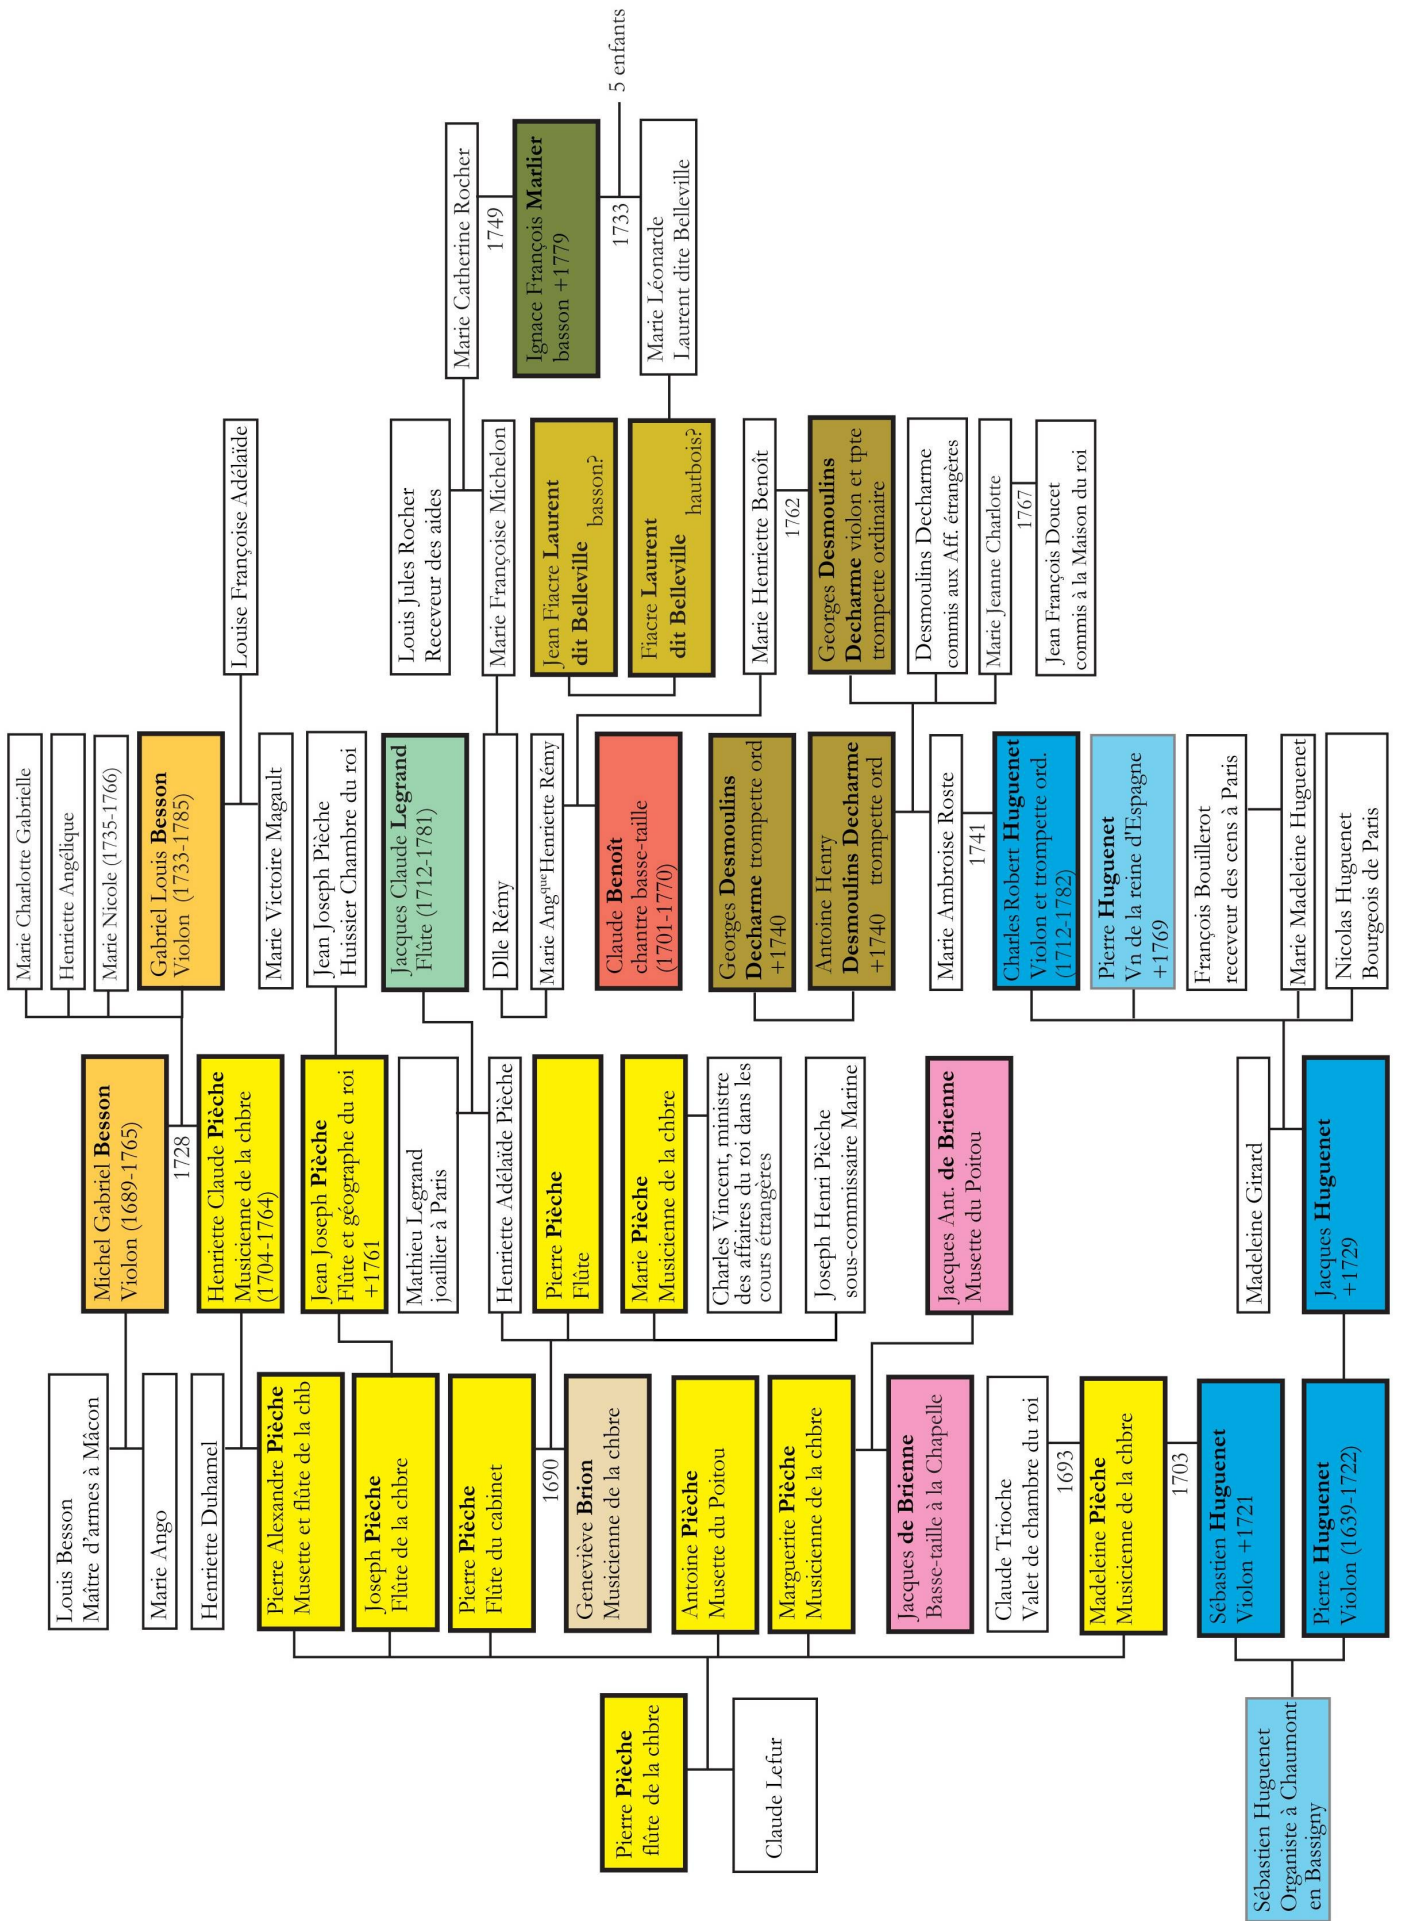 Pierre Pièche
flûte de la chbre
Claude Lefur
Sébastien Huguenet
Organiste à Chaumont
en Bassigny
Louis Besson
Maître d'armes à Mâcon
Marie Ango
Henriette Duhamel
Pierre Alexandre Pièche
Musette et flûte de la chb
Joseph Pièche
Flûte de la chbre
Pierre Pièche
Flûte du cabinet
1690
Geneviève Brion
Musicienne de la chbre
Antoine Pièche
Musette du Poitou
Marguerite Pièche
Musicienne de la chbre
Jacques de Brienne
Basse-taille à la Chapelle
Claude Trioche
Valet de chambre du roi
1693
Madeleine Pièche
Musicienne de la chbre
1703
Sébastien Huguenet
Violon +1721
Pierre Huguenet
Violon (1639-1722)
Michel Gabriel Besson
Violon (1689-1765)
1728
Henriette Claude Pièche
Musicienne de la chbre
(1704-1764)
Jean Joseph Pièche
Flûte et géographe du roi
+1761
Mathieu Legrand
joaillier à Paris
Henriette Adélaïde Pièche
Pierre Pièche
Flûte
Marie Pièche
Musicienne de la chbre
Charles Vincent, ministre
des affaires du roi dans les
cours étrangères
Joseph Henri Pièche
sous-commissaire Marine
Jacques Ant. de Brienne
Musette du Poitou
Madeleine Girard
Jacques Huguenet
+1729
Marie Charlotte Gabrielle
Henriette Angélique
Marie Nicole (1735-1766)
Gabriel Louis Besson
Violon (1733-1785)
Marie Victoire Magault
Jean Joseph Pièche
Huissier Chambre du roi
Jacques Claude Legrand
Flûte (1712-1781)
Dlle Rémy
Marie Angque Henriette Rémy
Claude Benoît
chantre basse-taille
(1701-1770)
Georges Desmoulins
Decharme trompette ord
+1740
Antoine Henry
Desmoulins Decharme
+1740 trompette ord
Marie Ambroise Roste
1741
Charles Robert Huguenet
Violon et trompette ord.
(1712-1782)
Pierre Huguenet
Vn de la reine d'Espagne
+1769
François Bouillerot
receveur des cens à Paris
Marie Madeleine Huguenet
Nicolas Huguenet
Bourgeois de Paris
Louise Françoise Adélaïde
Louis Jules Rocher
Receveur des aides
Marie Françoise Michelon
Jean Fiacre Laurent
dit Belleville basson?
Fiacre Laurent
dit Belleville hautbois?
Marie Henriette Benoît
1762
Georges Desmoulins
Decharme violon et tpte
trompette ordinaire
Desmoulins Decharme
commis aux Aff. étrangères
Marie Jeanne Charlotte
1767
Jean François Doucet
commis à la Maison du roi
Marie Catherine Rocher
1749
Ignace François Marlier
basson +1779
1733
5 enfants
Marie Léonarde
Laurent dite Belleville